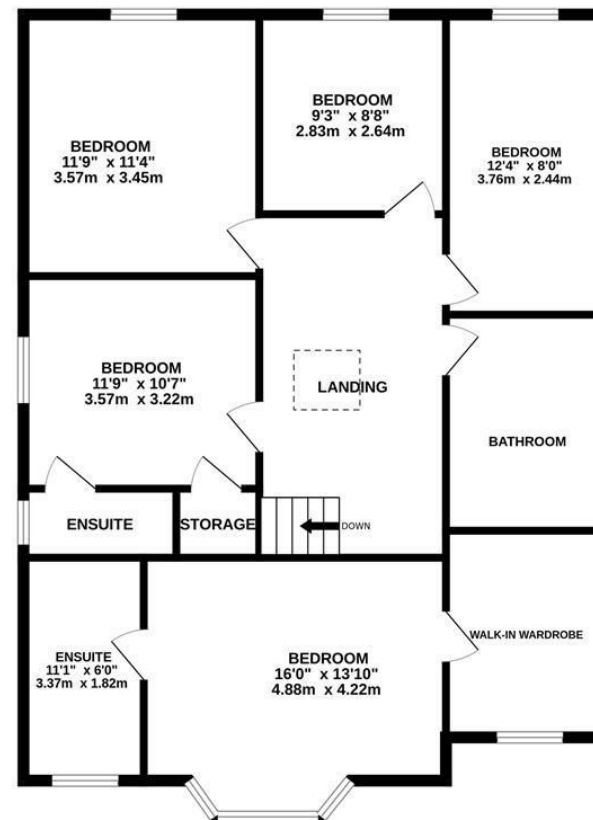 BEDROOM
11'9" x 11'4"
3.57m x 3.45m
BEDROOM
9'3" x 8'8"
2.83m x 2.64m
BEDROOM
12'4" x 8'0"
3.76m x 2.44m
BEDROOM
11'9" x 10'7"
3.57m x 3.22m
LANDING
BATHROOM
ENSUITE
STORAGE
DOWN
ENSUITE
11'1" x 6'0"
3.37m x 1.82m
BEDROOM
16'0" x 13'10"
4.88m x 4.22m
WALK-IN WARDROBE